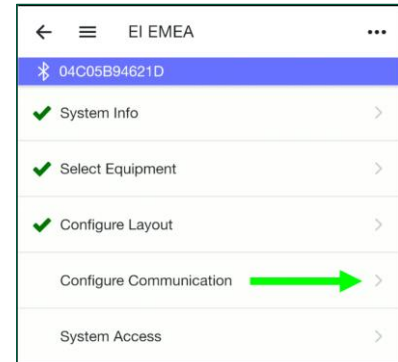 EI EMEA
04C05B94621D
System Info
Select Equipment
Configure Layout
Configure Communication
System Access